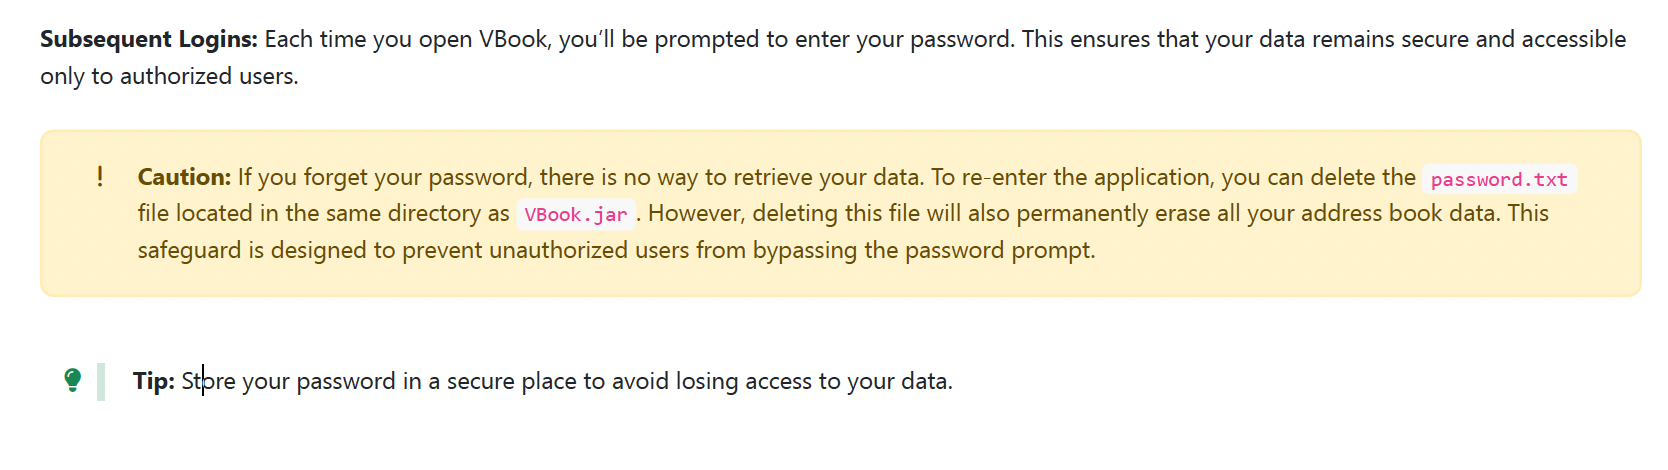 Subsequent Logins: Each time you open VBook, you’ll be prompted to enter your password. This ensures that your data remains secure and accessible
only to authorized users.
! Caution: If you forget your password, there is no way to retrieve your data. To re-enter the application, you can delete the password.txt
file located in the same directory as VBook.jar. However, deleting this file will also permanently erase all your address book data. This
safeguard is designed to prevent unauthorized users from bypassing the password prompt.
Tip: Store your password in a secure place to avoid losing access to your data.